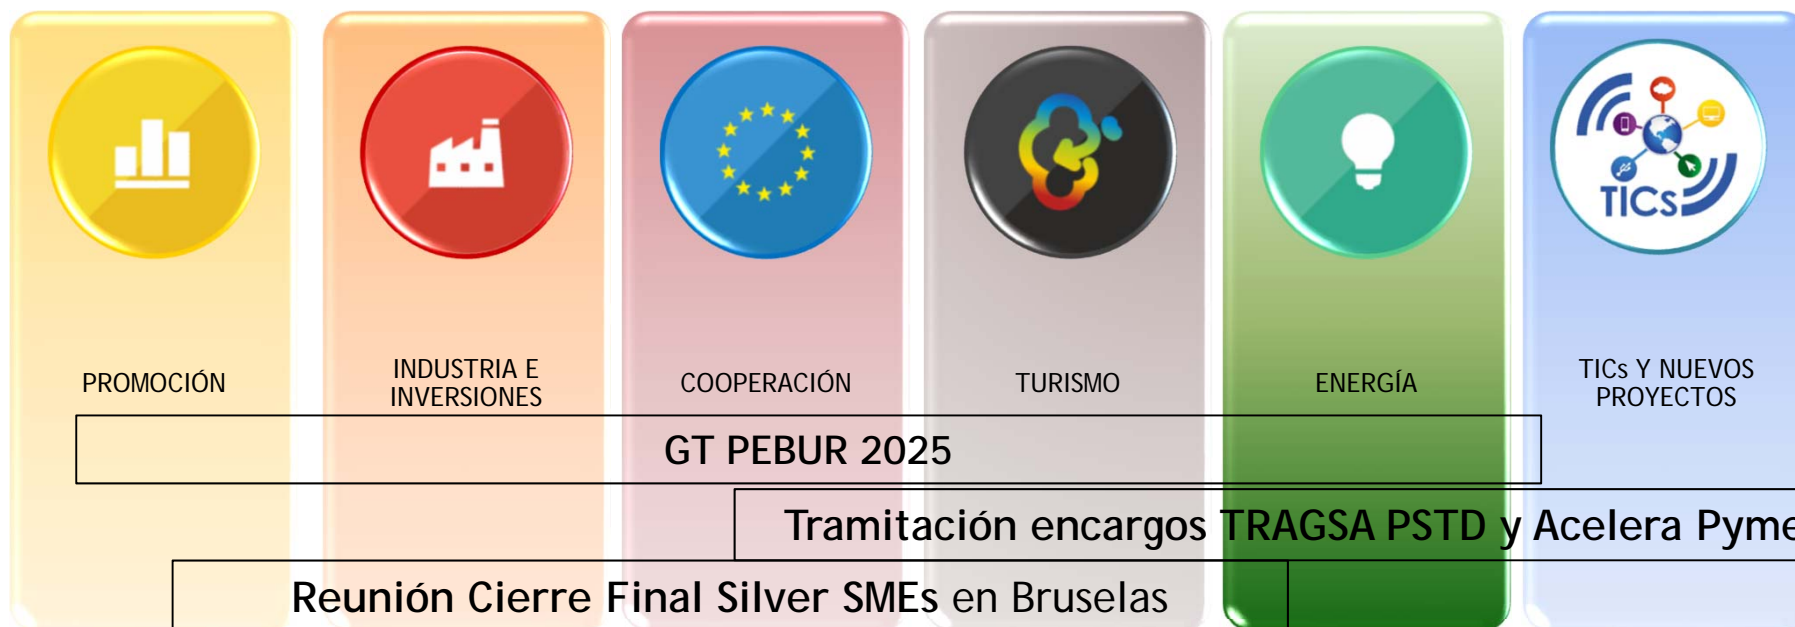 TICs
PROMOCIÓN
INDUSTRIA E
INVERSIONES
COOPERACIÓN
TURISMO
ENERGÍA
TICs Y NUEVOS
PROYECTOS
GT PEBUR 2025
Tramitación encargos TRAGSA PSTD y Acelera Pyme
Reunión Cierre Final Silver SMEs en Bruselas